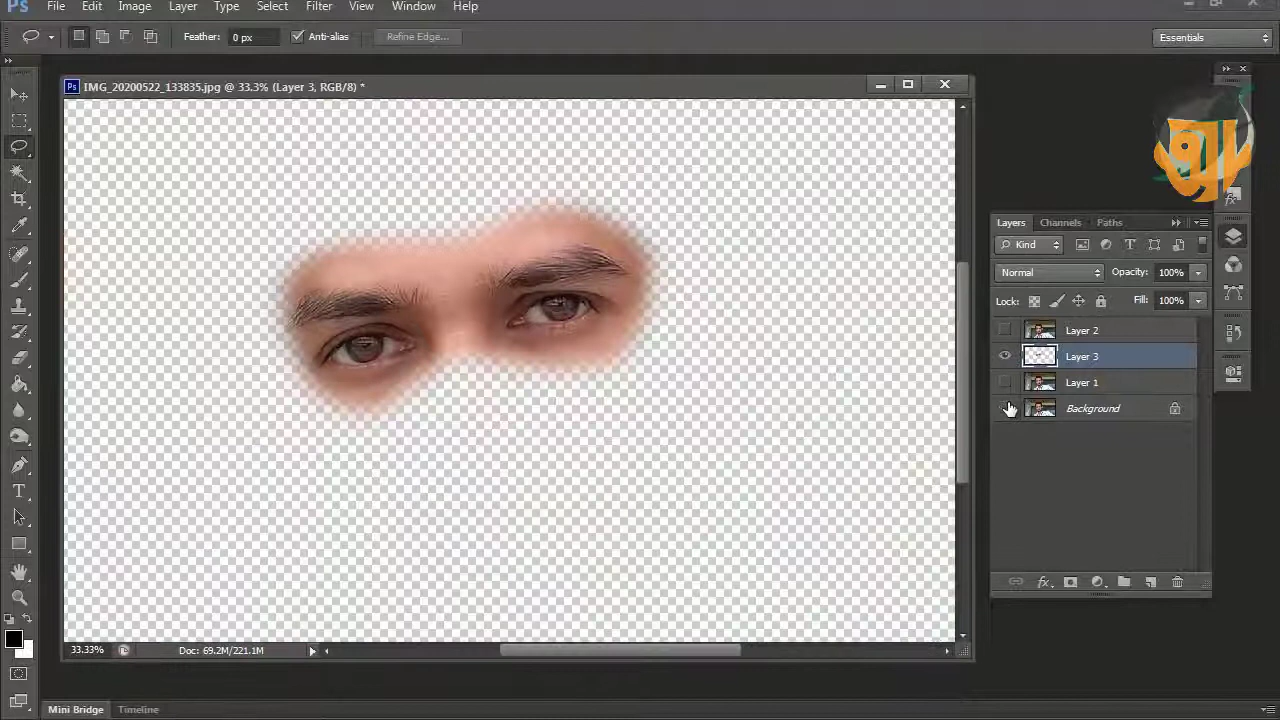 Ps File Edit Image Layer Type Select Filter View Window Help
Feather: 0 px Anti-alias Refine Edge... Essentials
IMG_20200522_133835.jpg @ 33.3% (Layer 3, RGB/8) *
Layers Channels Paths
Kind
Normal Opacity: 100%
Lock: Fill: 100%
Layer 2
Layer 3
Layer 1
Background
33.33% Doc: 69.2M/221.1M
Mini Bridge Timeline